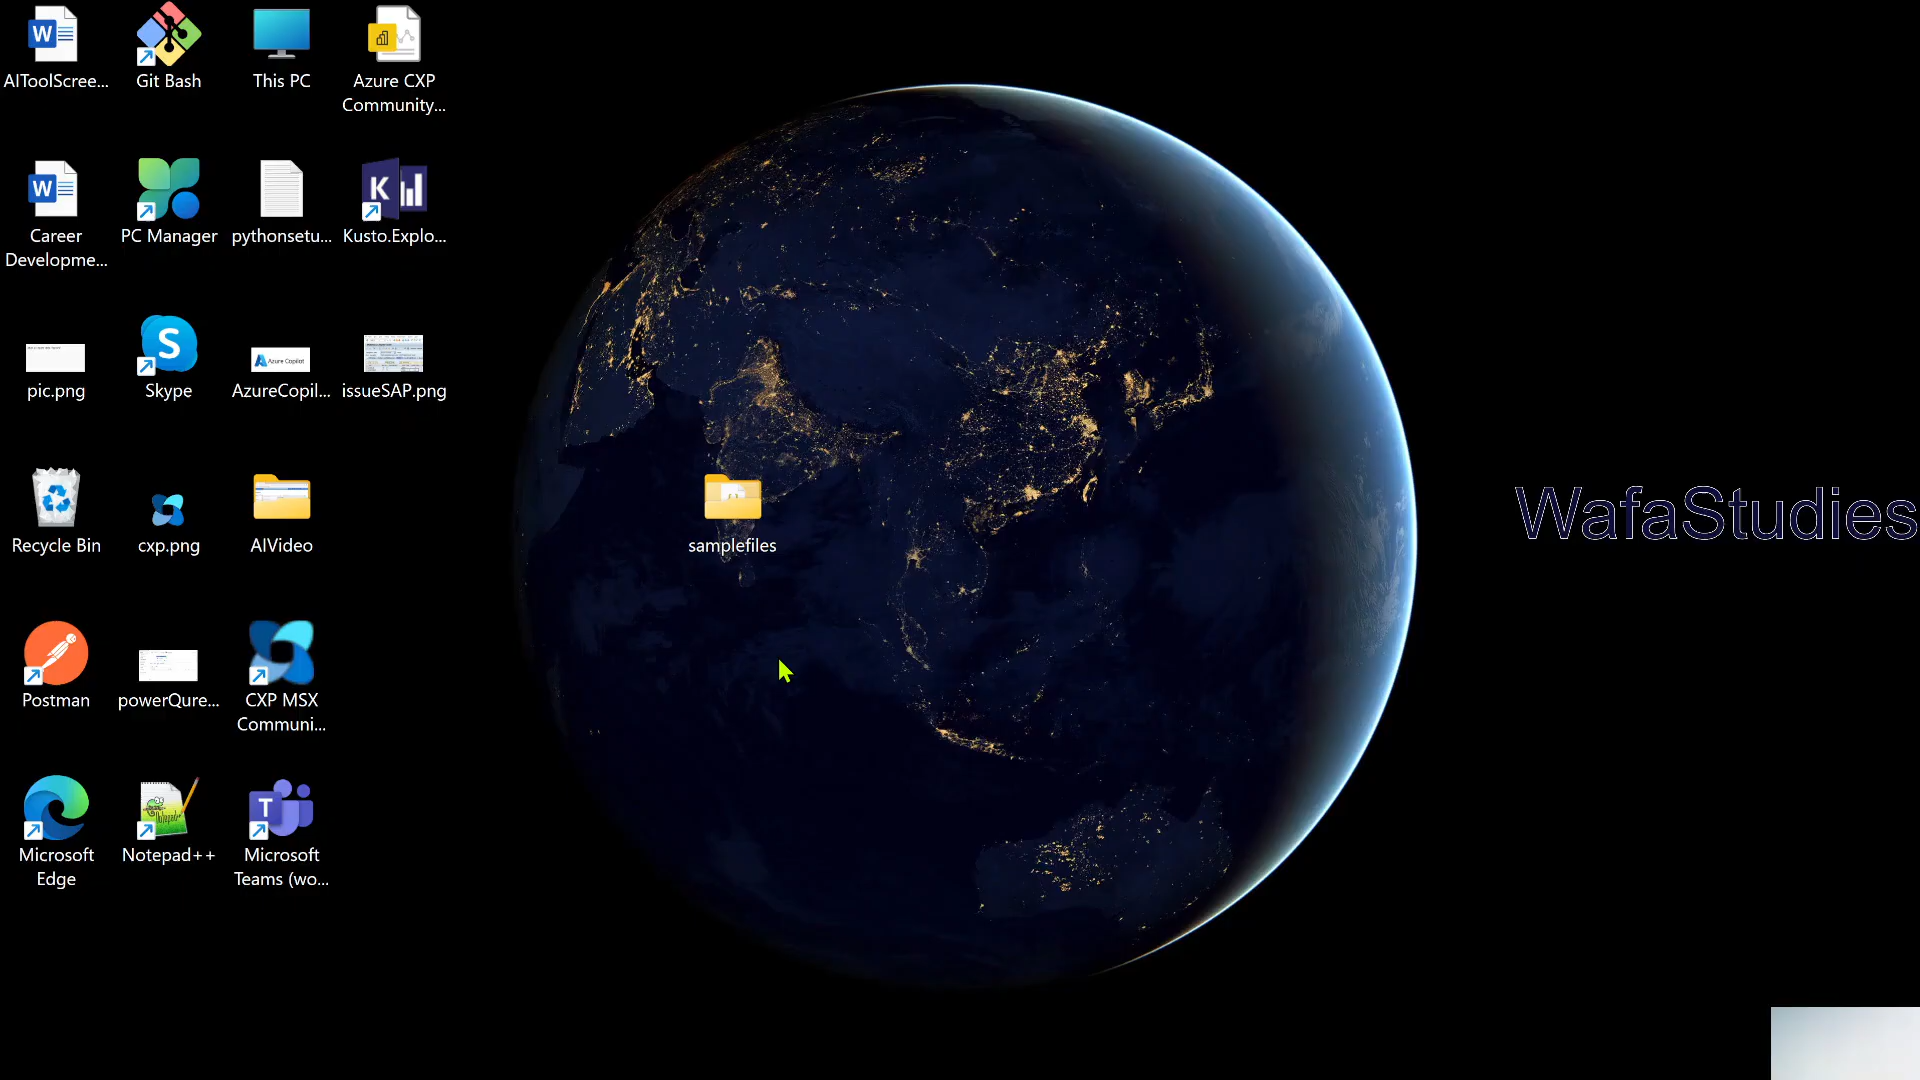 AIToolScree...
Git Bash
This PC
Azure CXP
Community...
Career
Developme...
PC Manager
pythonsetu...
Kusto.Explo...
pic.png
Skype
Azure Copilot
AzureCopil...
issueSAP.png
Recycle Bin
cxp.png
AIVideo
samplefiles
WafaStudies
Postman
powerQure...
CXP MSX
Communi...
Microsoft
Edge
Notepad++
Microsoft
Teams (wo...